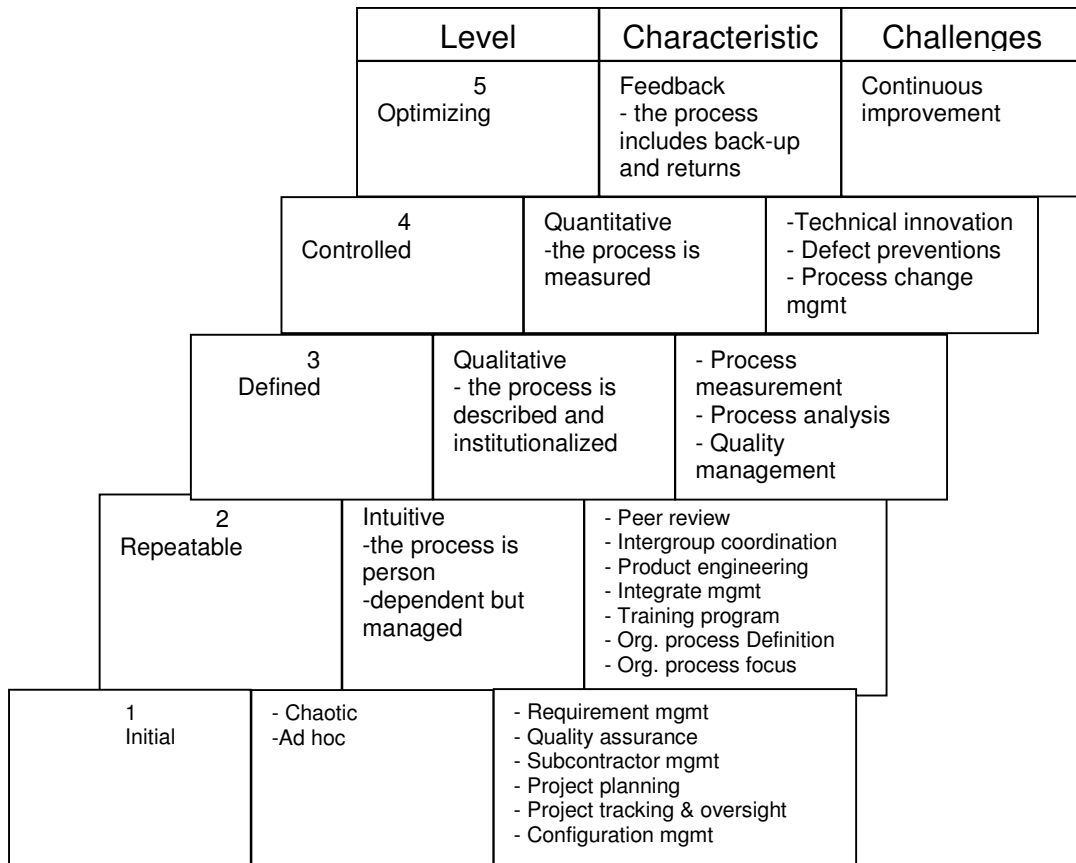 Level
Characteristic
Challenges
5
Optimizing
Feedback
- the process
includes back-up
and returns
Continuous
improvement
4
Controlled
Quantitative
-the process is
measured
-Technical innovation
- Defect preventions
- Process change
mgmt
3
Defined
Qualitative
- the process is
described and
institutionalized
- Process
measurement
- Process analysis
- Quality
management
2
Repeatable
Intuitive
-the process is
person
-dependent but
managed
- Peer review
- Intergroup coordination
- Product engineering
- Integrate mgmt
- Training program
- Org. process Definition
- Org. process focus
1
Initial
- Chaotic
-Ad hoc
- Requirement mgmt
- Quality assurance
- Subcontractor mgmt
- Project planning
- Project tracking & oversight
- Configuration mgmt